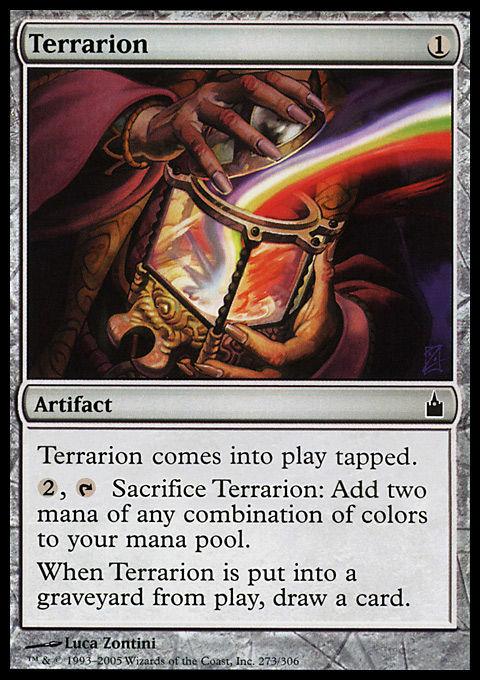 Terrarion 1
Artifact
Terrarion comes into play tapped.
2, Sacrifice Terrarion: Add two
mana of any combination of colors
to your mana pool.
When Terrarion is put into a
graveyard from play, draw a card.
Luca Zontini
™ & © 1993–2005 Wizards of the Coast, Inc. 273/306